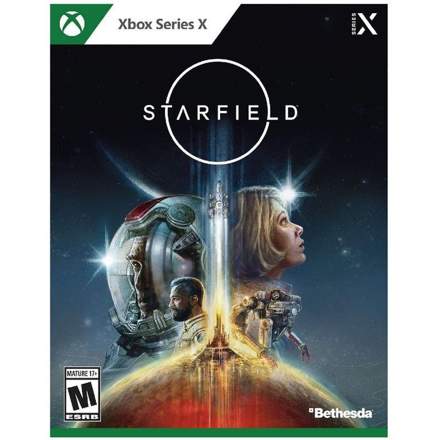 Xbox Series X
SERIES X
STARFIELD
MATURE 17+
M
ESRB
Bethesda